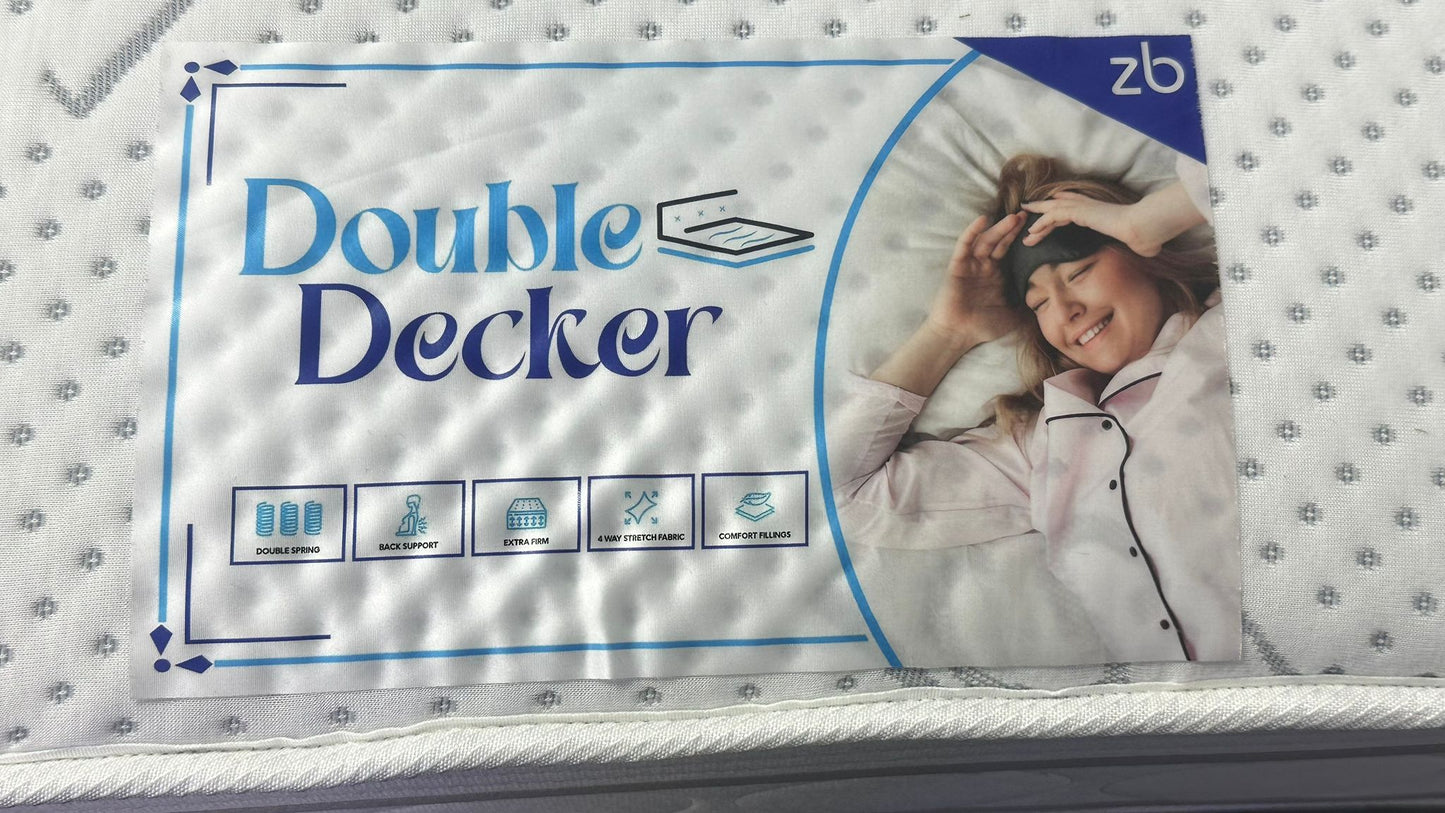 zb
Double
Decker
DOUBLE SPRING
BACK SUPPORT
EXTRA FIRM
4 WAY STRETCH FABRIC
COMFORT FILLINGS